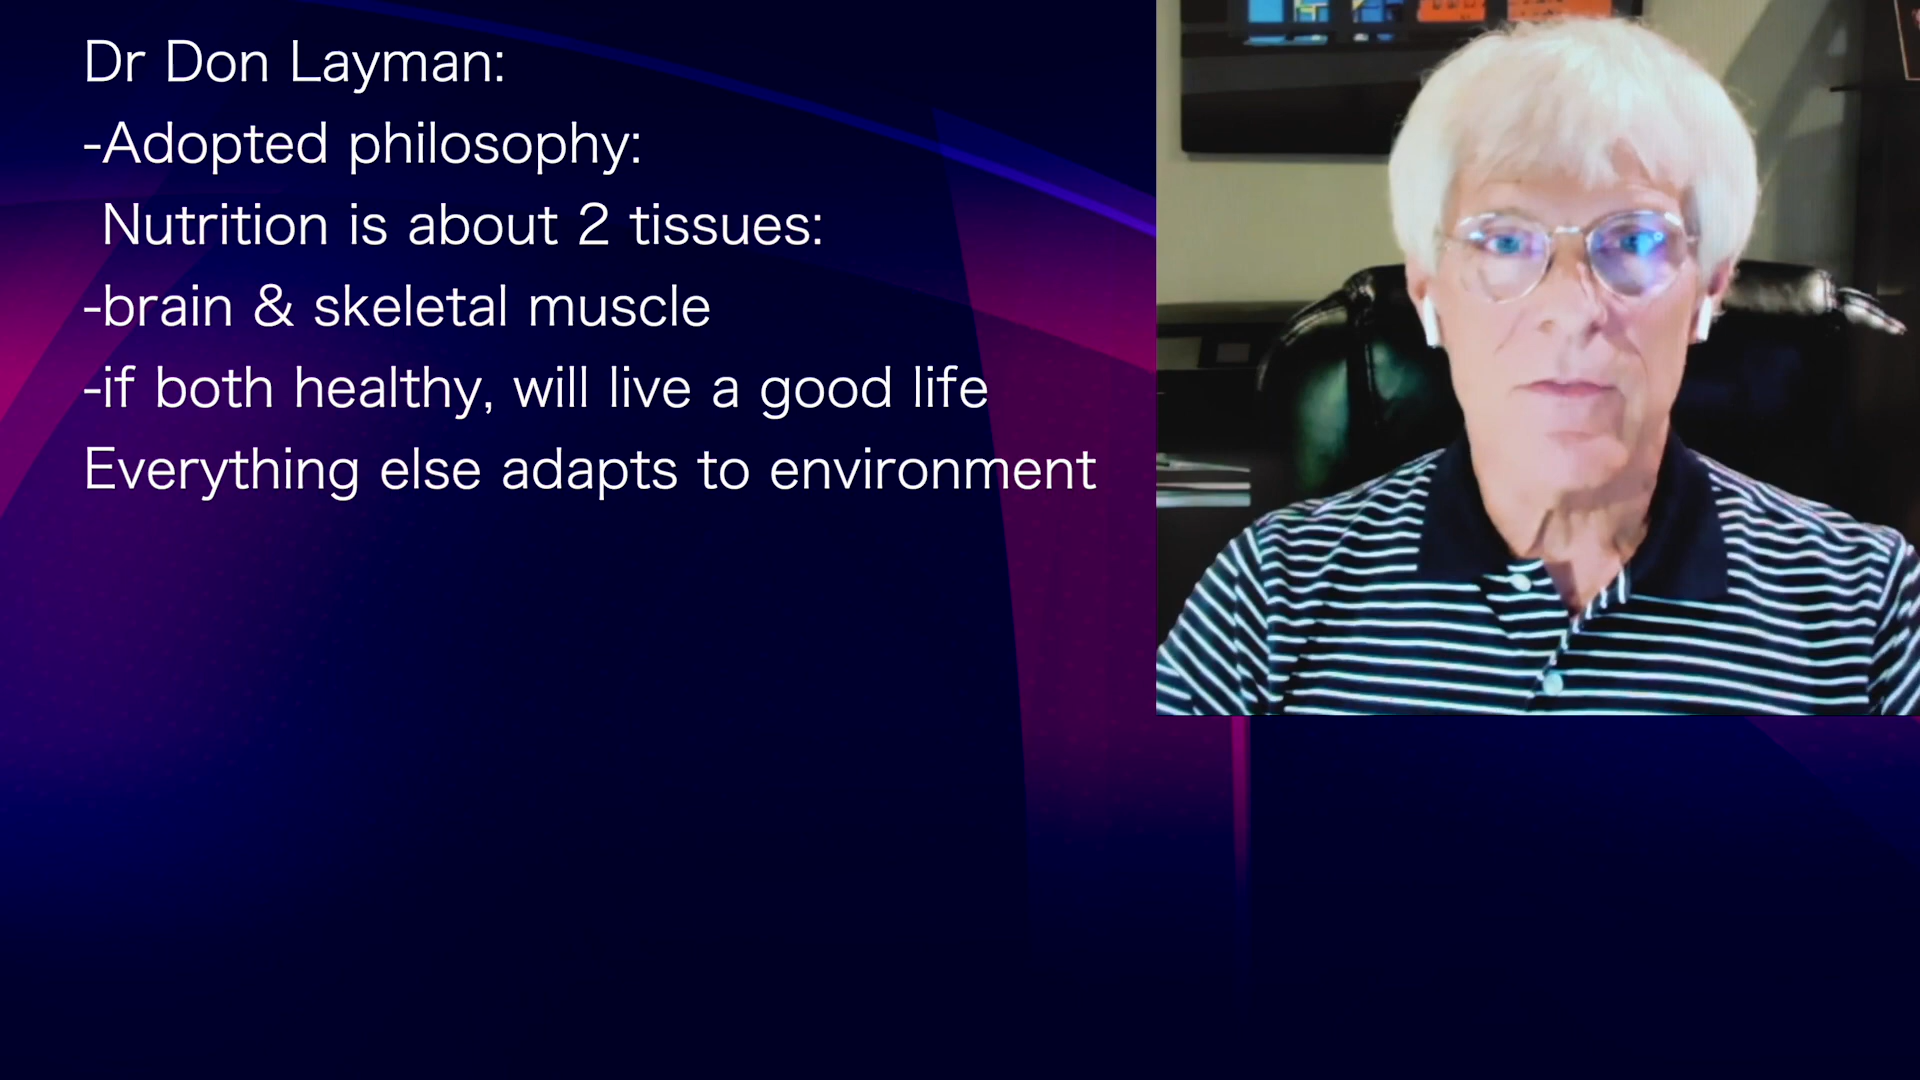 Dr Don Layman:
-Adopted philosophy:
Nutrition is about 2 tissues:
-brain & skeletal muscle
-if both healthy, will live a good life
Everything else adapts to environment